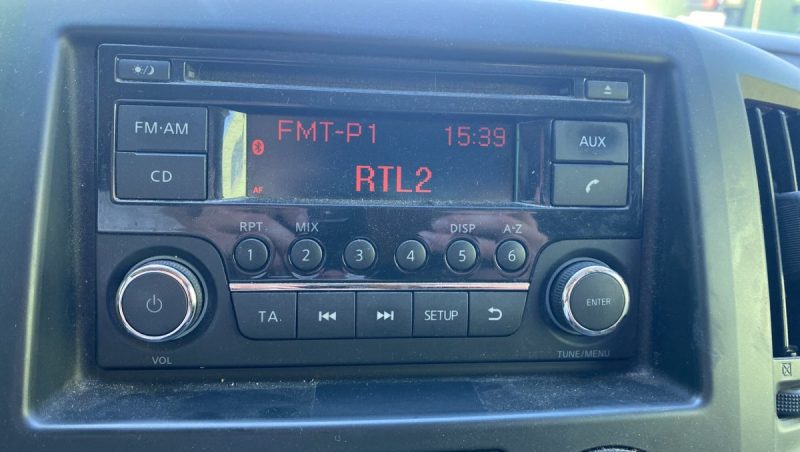 FM·AM
CD
FMT-P1 15:39
AF RTL2
AUX
RPT MIX DISP A-Z
1 2 3 4 5 6
TA. SETUP
ENTER
VOL
TUNE/MENU